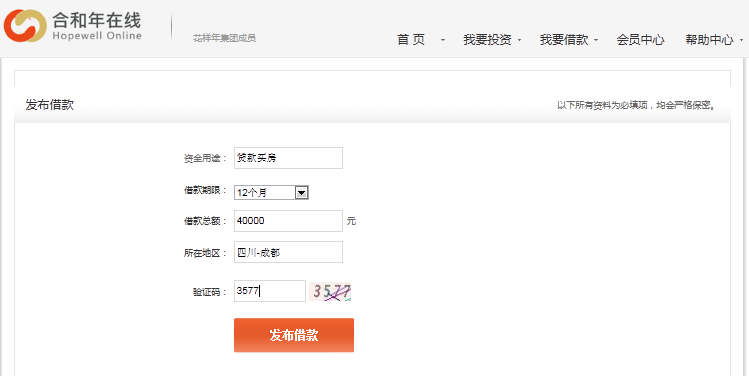 合和年在线
Hopewell Online
花样年集团成员
首 页 我要投资 我要借款 会员中心 帮助中心
发布借款
以下所有资料为必填项，均会严格保密。
资金用途： 贷款买房
借款期限： 12个月
借款总额： 40000 元
所在地区： 四川-成都
验证码： 3577 3577
发布借款